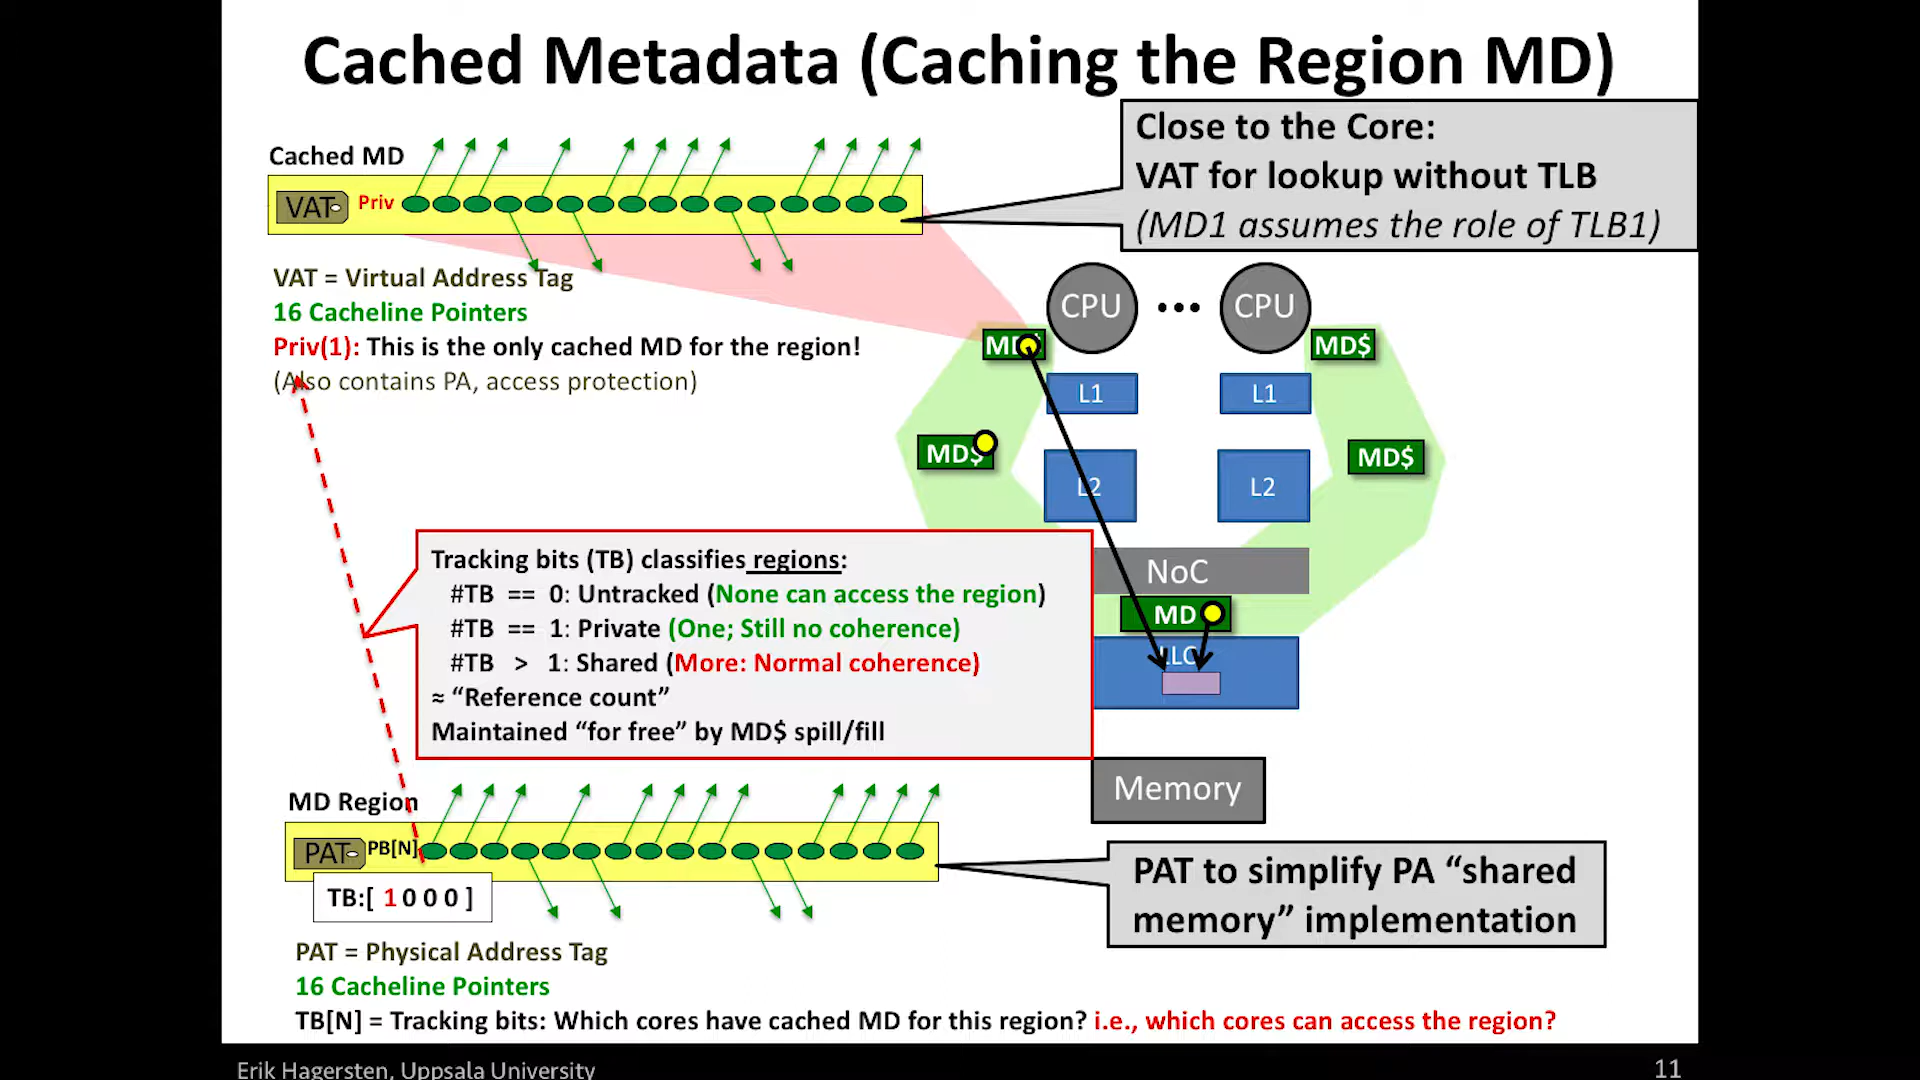 Cached Metadata (Caching the Region MD)
Close to the Core:
VAT for lookup without TLB
(MD1 assumes the role of TLB1)
Cached MD
VAT Priv
VAT = Virtual Address Tag
16 Cacheline Pointers
Priv(1): This is the only cached MD for the region!
(Also contains PA, access protection)
CPU ... CPU
MD$ MD$
L1 L1
MD$ MD$
L2 L2
Tracking bits (TB) classifies regions:
#TB == 0: Untracked (None can access the region)
#TB == 1: Private (One; Still no coherence)
#TB > 1: Shared (More: Normal coherence)
≈ “Reference count”
Maintained “for free” by MD$ spill/fill
NoC
MD
LLC
Memory
MD Region
PAT PB[N]
TB:[ 1 0 0 0 ]
PAT to simplify PA “shared
memory” implementation
PAT = Physical Address Tag
16 Cacheline Pointers
TB[N] = Tracking bits: Which cores have cached MD for this region? i.e., which cores can access the region?
Erik Hagersten, Uppsala University
11